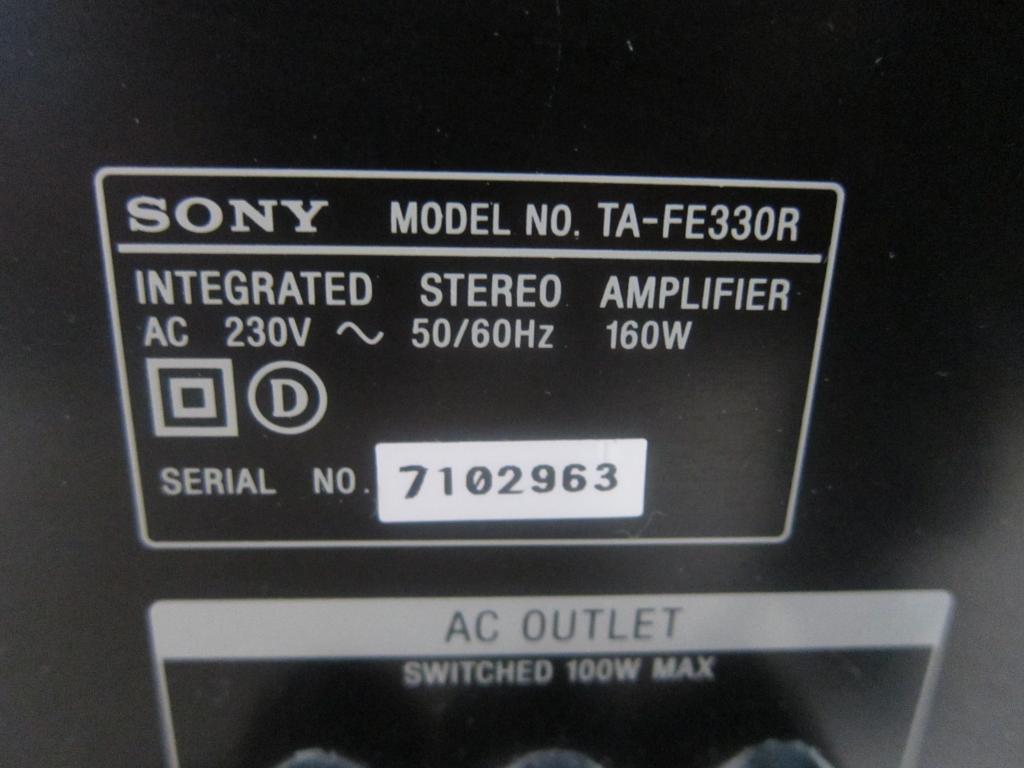 SONY MODEL NO. TA-FE330R
INTEGRATED STEREO AMPLIFIER
AC 230V ～ 50/60Hz 160W
D
SERIAL NO. 7102963
AC OUTLET
SWITCHED 100W MAX